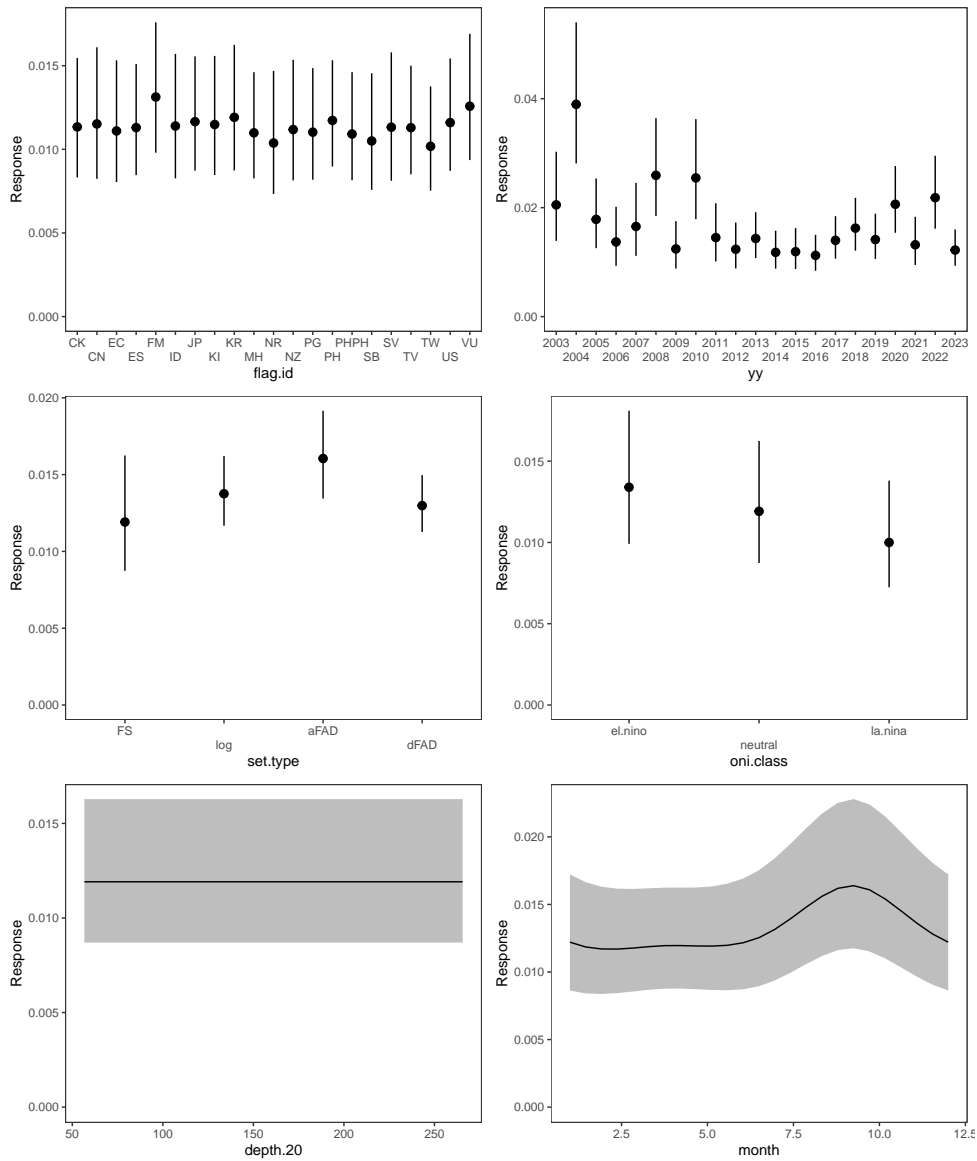 Response
0.015
0.010
0.005
0.000
CK EC FM JP KR NR PG PHPH SV TW VU
CN ES ID KI MH NZ PH SB TV US
flag.id
Response
0.04
0.02
0.00
2003 2005 2007 2009 2011 2013 2015 2017 2019 2021 2023
2004 2006 2008 2010 2012 2014 2016 2018 2020 2022
yy
Response
0.020
0.015
0.010
0.005
0.000
FS aFAD
log dFAD
set.type
Response
0.015
0.010
0.005
0.000
el.nino la.nina
neutral
oni.class
Response
0.015
0.010
0.005
0.000
50 100 150 200 250
depth.20
Response
0.020
0.015
0.010
0.005
0.000
2.5 5.0 7.5 10.0 12.5
month